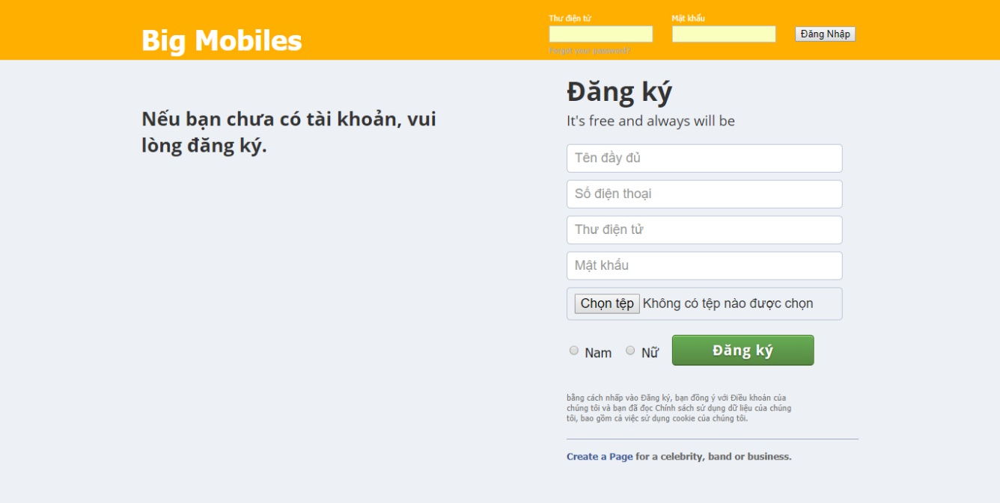 Big Mobiles
Thư điện tử
Mật khẩu
Đăng Nhập
Forgot your password?
Nếu bạn chưa có tài khoản, vui
lòng đăng ký.
Đăng ký
It's free and always will be
Tên đầy đủ
Số điện thoại
Thư điện tử
Mật khẩu
Chọn tệp Không có tệp nào được chọn
Nam Nữ Đăng ký
bằng cách nhấp vào Đăng ký, bạn đồng ý với Điều khoản của
chúng tôi và bạn đã đọc Chính sách sử dụng dữ liệu của chúng
tôi, bao gồm cả việc sử dụng cookie của chúng tôi.
Create a Page for a celebrity, band or business.